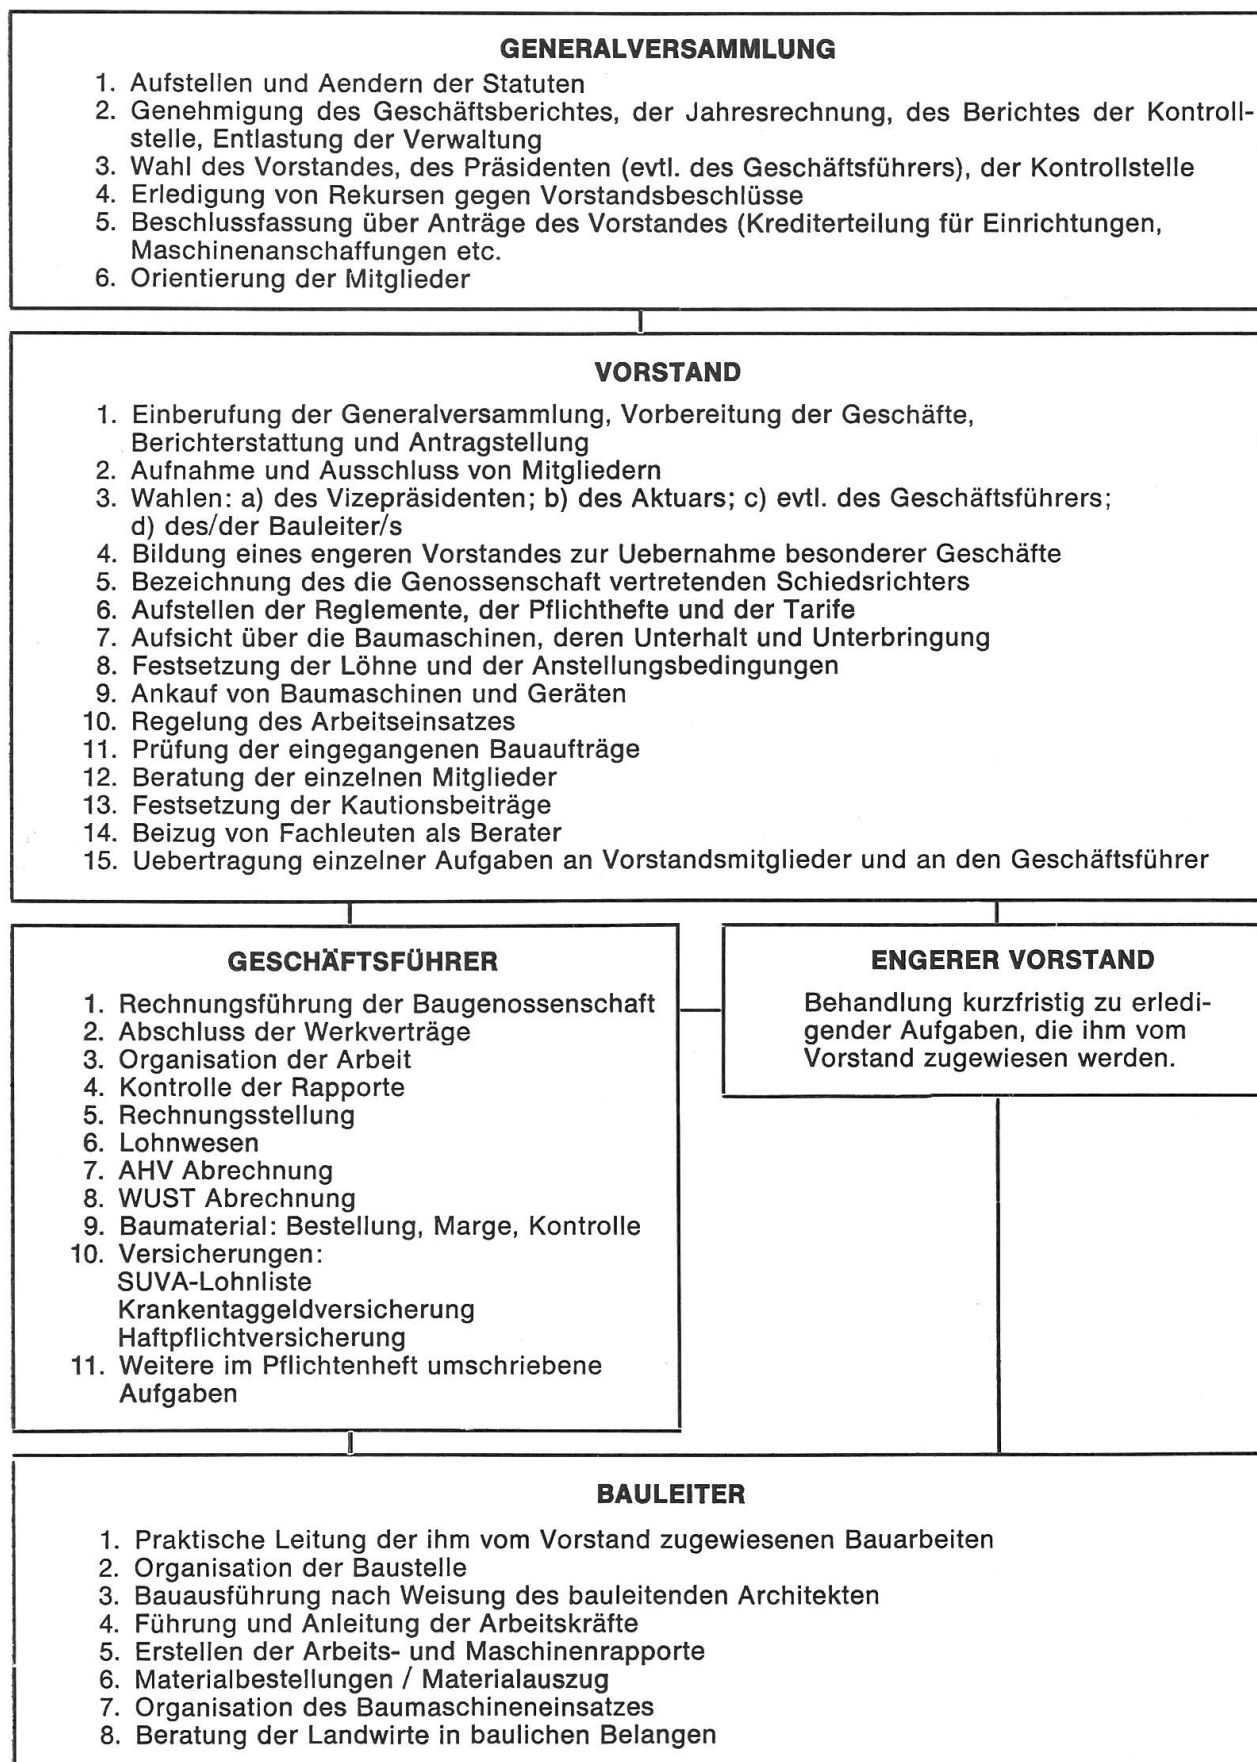 GENERALVERSAMMLUNG
1. Aufstellen und Aendern der Statuten
2. Genehmigung des Geschäftsberichtes, der Jahresrechnung, des Berichtes der Kontroll-
stelle, Entlastung der Verwaltung
3. Wahl des Vorstandes, des Präsidenten (evtl. des Geschäftsführers), der Kontrollstelle
4. Erledigung von Rekursen gegen Vorstandsbeschlüsse
5. Beschlussfassung über Anträge des Vorstandes (Krediterteilung für Einrichtungen,
Maschinenanschaffungen etc.
6. Orientierung der Mitglieder
VORSTAND
1. Einberufung der Generalversammlung, Vorbereitung der Geschäfte,
Berichterstattung und Antragstellung
2. Aufnahme und Ausschluss von Mitgliedern
3. Wahlen: a) des Vizepräsidenten; b) des Aktuars; c) evtl. des Geschäftsführers;
d) des/der Bauleiter/s
4. Bildung eines engeren Vorstandes zur Uebernahme besonderer Geschäfte
5. Bezeichnung des die Genossenschaft vertretenden Schiedsrichters
6. Aufstellen der Reglemente, der Pflichthefte und der Tarife
7. Aufsicht über die Baumaschinen, deren Unterhalt und Unterbringung
8. Festsetzung der Löhne und der Anstellungsbedingungen
9. Ankauf von Baumaschinen und Geräten
10. Regelung des Arbeitseinsatzes
11. Prüfung der eingegangenen Bauaufträge
12. Beratung der einzelnen Mitglieder
13. Festsetzung der Kautionsbeiträge
14. Beizug von Fachleuten als Berater
15. Uebertragung einzelner Aufgaben an Vorstandsmitglieder und an den Geschäftsführer
GESCHÄFTSFÜHRER
1. Rechnungsführung der Baugenossenschaft
2. Abschluss der Werkverträge
3. Organisation der Arbeit
4. Kontrolle der Rapporte
5. Rechnungsstellung
6. Lohnwesen
7. AHV Abrechnung
8. WUST Abrechnung
9. Baumaterial: Bestellung, Marge, Kontrolle
10. Versicherungen:
SUVA-Lohnliste
Krankentaggeldversicherung
Haftpflichtversicherung
11. Weitere im Pflichtenheft umschriebene
Aufgaben
ENGERER VORSTAND
Behandlung kurzfristig zu erledi-
gender Aufgaben, die ihm vom
Vorstand zugewiesen werden.
BAULEITER
1. Praktische Leitung der ihm vom Vorstand zugewiesenen Bauarbeiten
2. Organisation der Baustelle
3. Bauausführung nach Weisung des bauleitenden Architekten
4. Führung und Anleitung der Arbeitskräfte
5. Erstellen der Arbeits- und Maschinenrapporte
6. Materialbestellungen / Materialauszug
7. Organisation des Baumaschineneinsatzes
8. Beratung der Landwirte in baulichen Belangen